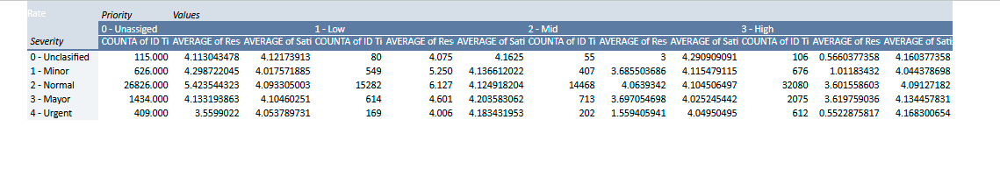 Rate Priority Values
0 - Unassiged 1 - Low 2 - Mid 3 - High
Severity COUNTA of ID Ti AVERAGE of Res AVERAGE of Sati COUNTA of ID Ti AVERAGE of Res AVERAGE of Sati COUNTA of ID Ti AVERAGE of Res AVERAGE of Sati COUNTA of ID Ti AVERAGE of Res AVERAGE of Sati
0 - Unclasified 115.000 4.113043478 4.12173913 80 4.075 4.1625 55 3 4.290909091 106 0.5660377358 4.160377358
1 - Minor 626.000 4.298722045 4.017571885 549 5.250 4.136612022 407 3.685503686 4.115479115 676 1.01183432 4.044378698
2 - Normal 26826.000 5.423544323 4.093305003 15282 6.127 4.124918204 14468 4.0639342 4.104506497 32080 3.601558603 4.09127182
3 - Mayor 1434.000 4.133193863 4.10460251 614 4.601 4.203583062 713 3.697054698 4.025245442 2075 3.619759036 4.134457831
4 - Urgent 409.000 3.5599022 4.053789731 169 4.006 4.183431953 202 1.559405941 4.04950495 612 0.5522875817 4.168300654